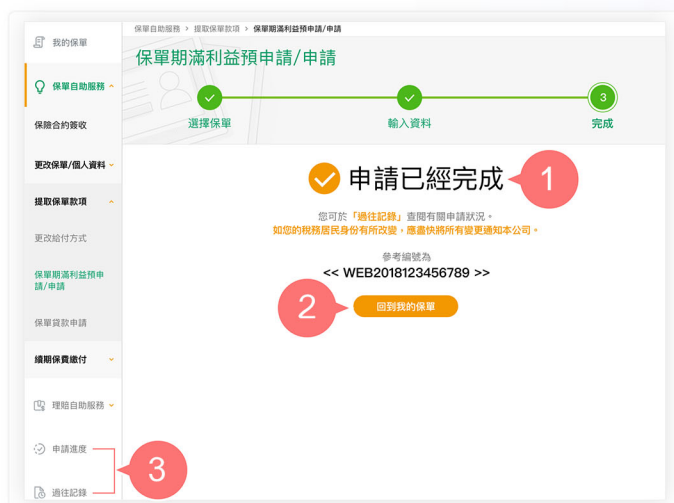 保單自助服務 > 提取保單款項 > 保單期滿利益預申請/申請
保單期滿利益預申請/申請
我的保單
保單自助服務
保險合約簽收
更改保單/個人資料
提取保單款項
更改給付方式
保單期滿利益預申
請/申請
保單貸款申請
續期保費繳付
理賠自助服務
申請進度
過往記錄
3
選擇保單
輸入資料
3
完成
申請已經完成
1
您可於「過往記錄」查閱有關申請狀況。
如您的稅務居民身份有所改變，應盡快將所有變更通知本公司。
參考編號為
<< WEB2018123456789 >>
2
回到我的保單